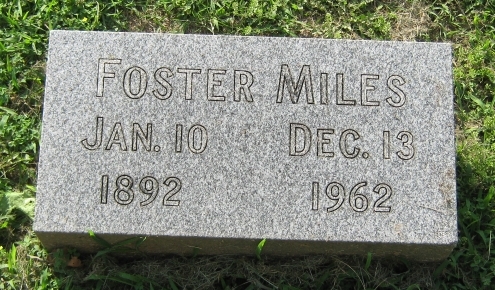 FOSTER MILES
JAN. 10 DEC. 13
1892 1962